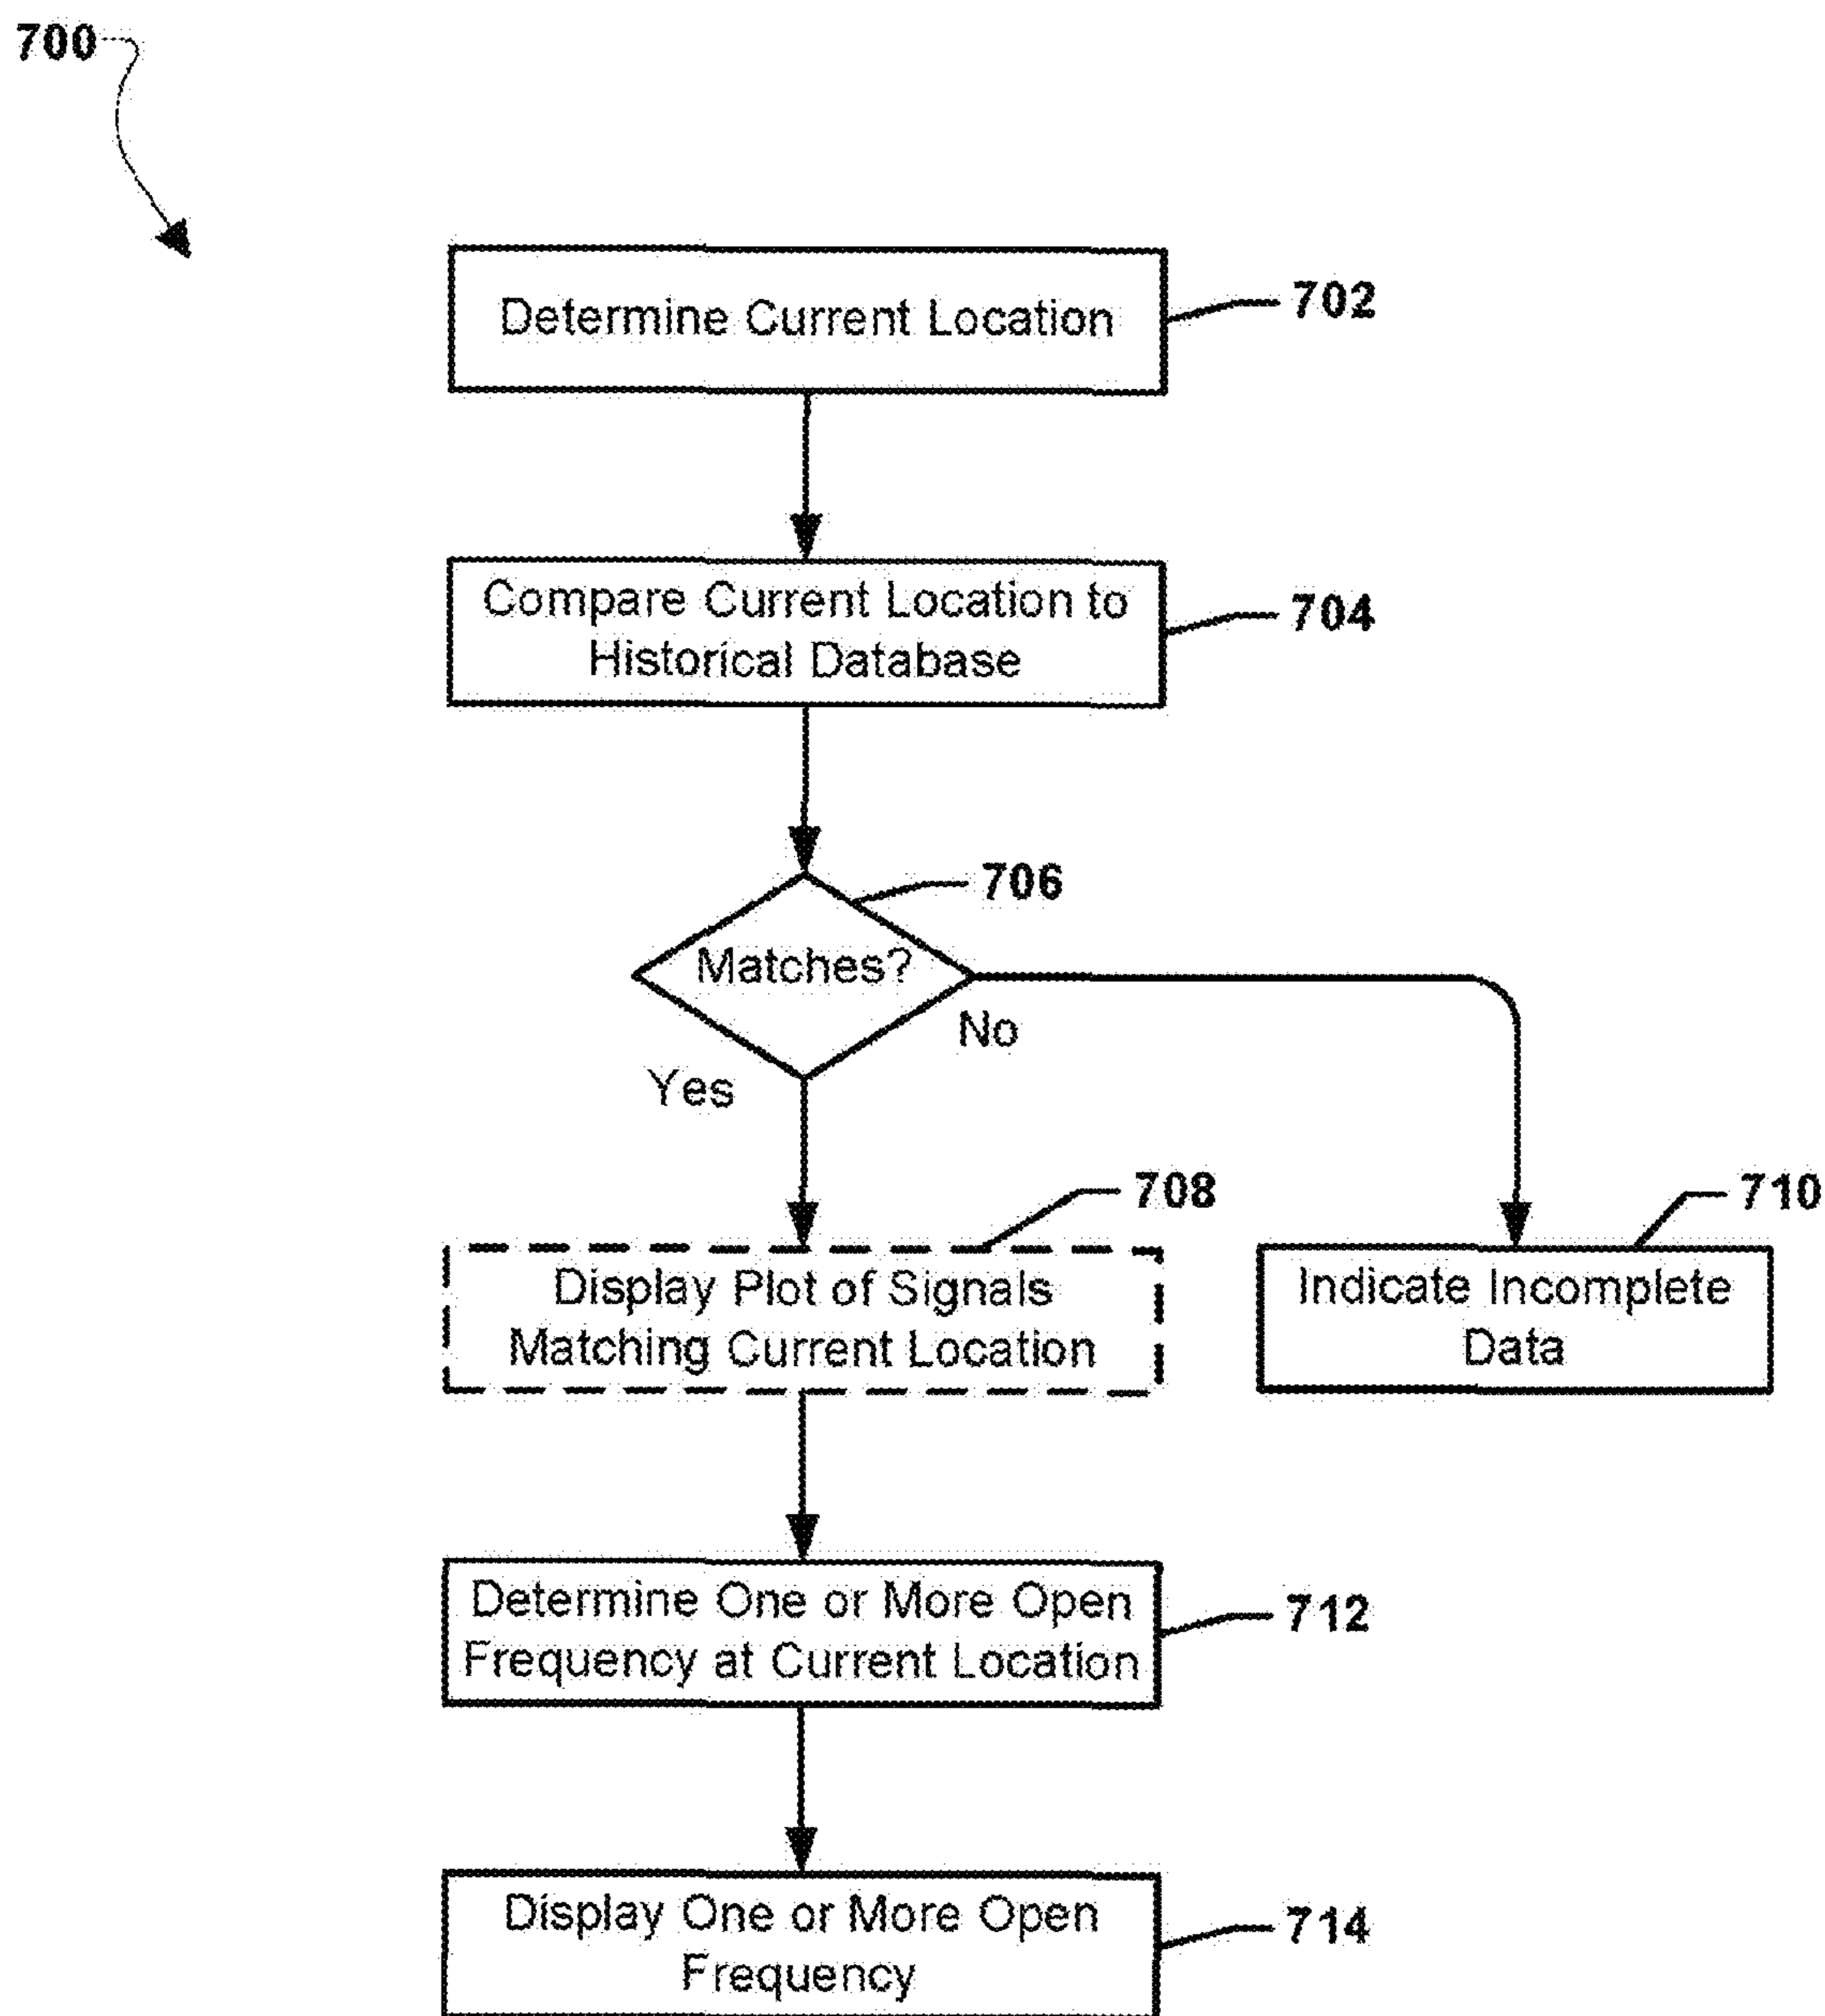 700
Determine Current Location
702
Compare Current Location to
Historical Database
704
706
Matches?
No
Yes
708
710
Display Plot of Signals
Matching Current Location
Indicate Incomplete
Data
Determine One or More Open
Frequency at Current Location
712
Display One or More Open
Frequency
714